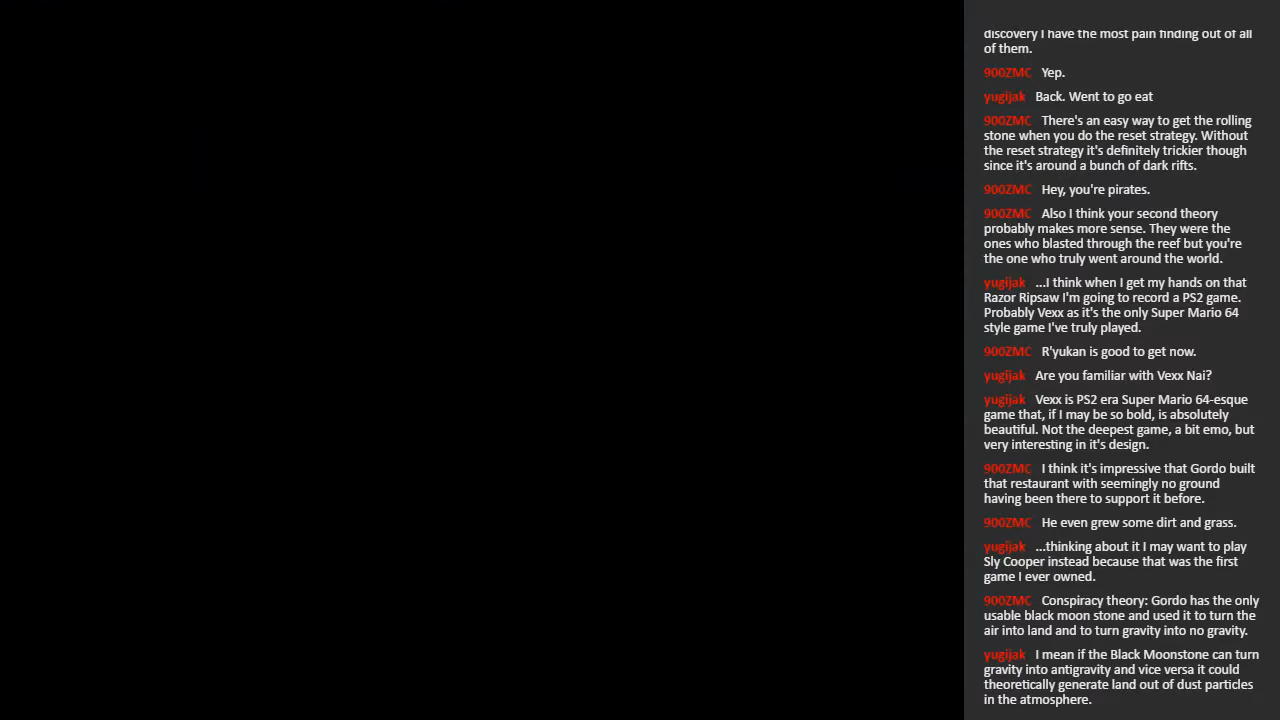 discovery I have the most pain finding out of all
of them.
900ZMC Yep.
yugijak Back. Went to go eat
900ZMC There's an easy way to get the rolling
stone when you do the reset strategy. Without
the reset strategy it's definitely trickier though
since it's around a bunch of dark rifts.
900ZMC Hey, you're pirates.
900ZMC Also I think your second theory
probably makes more sense. They were the
ones who blasted through the reef but you're
the one who truly went around the world.
yugijak ...I think when I get my hands on that
Razor Ripsaw I'm going to record a PS2 game.
Probably Vexx as it's the only Super Mario 64
style game I've truly played.
900ZMC R'yukan is good to get now.
yugijak Are you familiar with Vexx Nai?
yugijak Vexx is PS2 era Super Mario 64-esque
game that, if I may be so bold, is absolutely
beautiful. Not the deepest game, a bit emo, but
very interesting in it's design.
900ZMC I think it's impressive that Gordo built
that restaurant with seemingly no ground
having been there to support it before.
900ZMC He even grew some dirt and grass.
yugijak ...thinking about it I may want to play
Sly Cooper instead because that was the first
game I ever owned.
900ZMC Conspiracy theory: Gordo has the only
usable black moon stone and used it to turn the
air into land and to turn gravity into no gravity.
yugijak I mean if the Black Moonstone can turn
gravity into antigravity and vice versa it could
theoretically generate land out of dust particles
in the atmosphere.